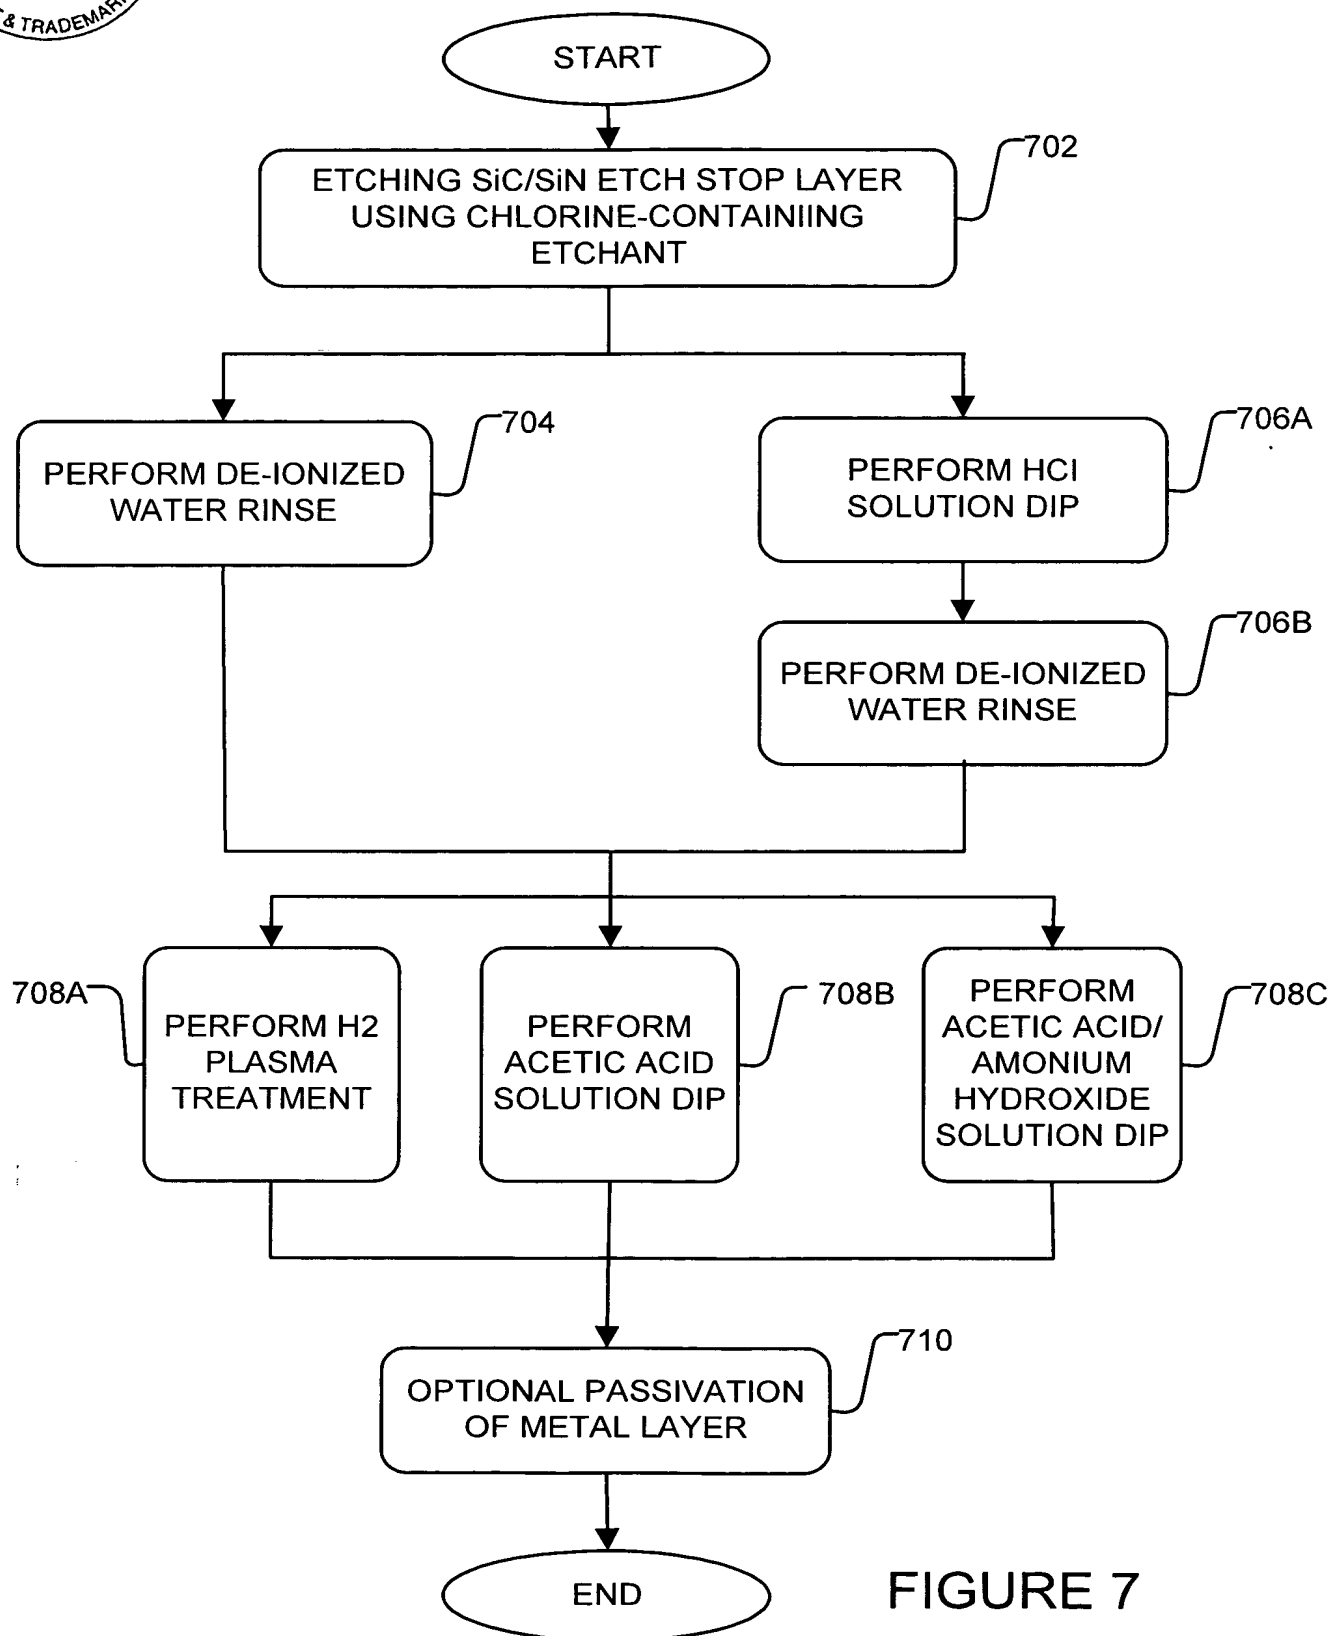 & TRADEMAR
START
702
ETCHING SiC/SiN ETCH STOP LAYER
USING CHLORINE-CONTAINIING
ETCHANT
704
706A
PERFORM DE-IONIZED
WATER RINSE
PERFORM HCl
SOLUTION DIP
706B
PERFORM DE-IONIZED
WATER RINSE
708A
708B
708C
PERFORM H2
PLASMA
TREATMENT
PERFORM
ACETIC ACID
SOLUTION DIP
PERFORM
ACETIC ACID/
AMONIUM
HYDROXIDE
SOLUTION DIP
710
OPTIONAL PASSIVATION
OF METAL LAYER
END
FIGURE 7